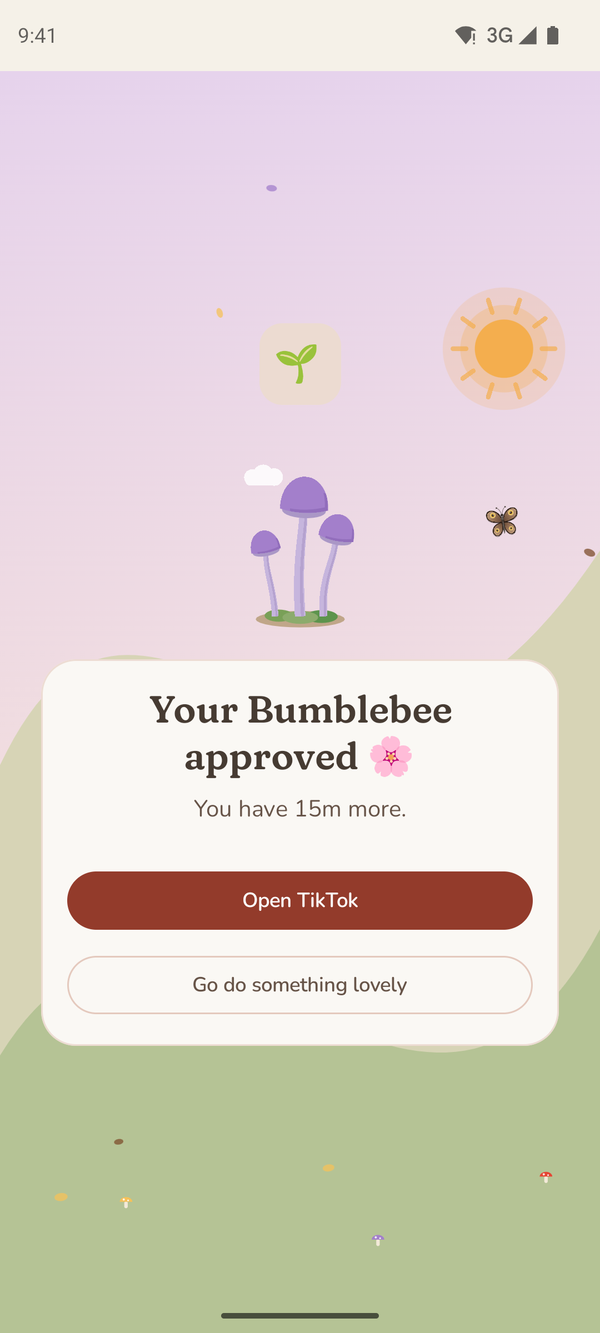 9:41
3G
Your Bumblebee
approved 🌸
You have 15m more.
Open TikTok
Go do something lovely